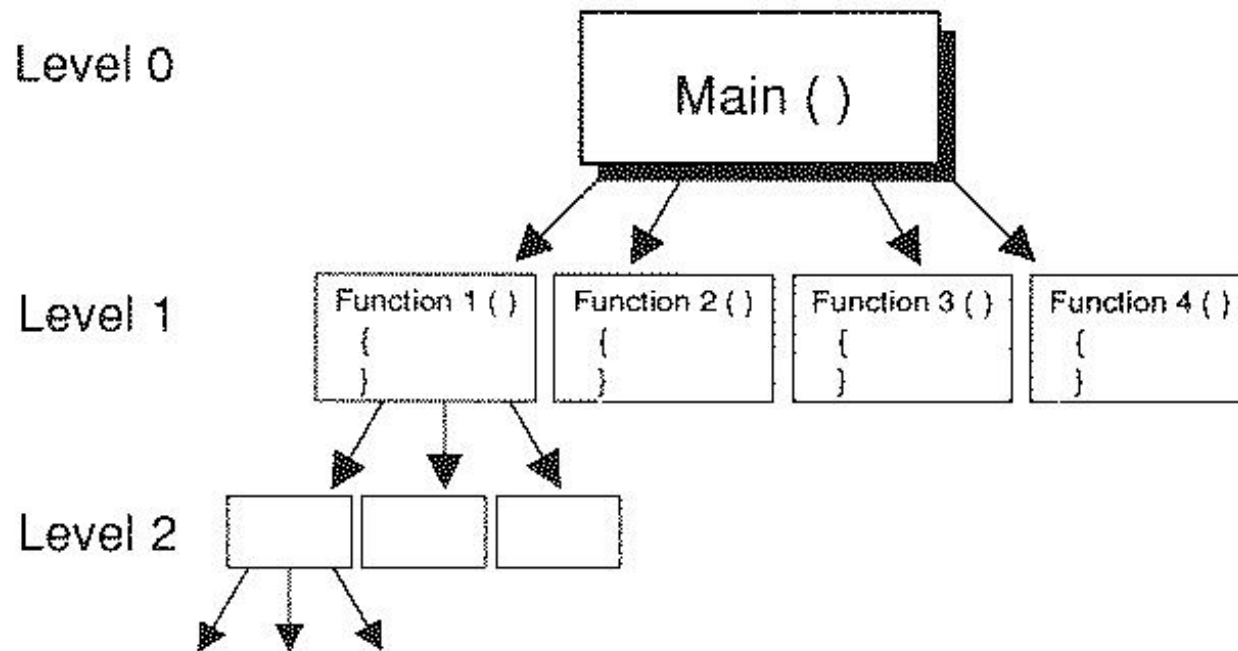 Level 0
Main ( )
Level 1
Function 1 ( )
{
}
Function 2 ( )
{
}
Function 3 ( )
{
}
Function 4 ( )
{
}
Level 2